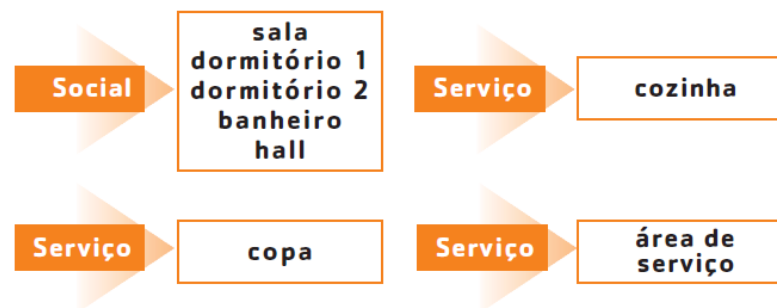 Social
sala
dormitório 1
dormitório 2
banheiro
hall
Serviço
cozinha
Serviço
copa
Serviço
área de
serviço